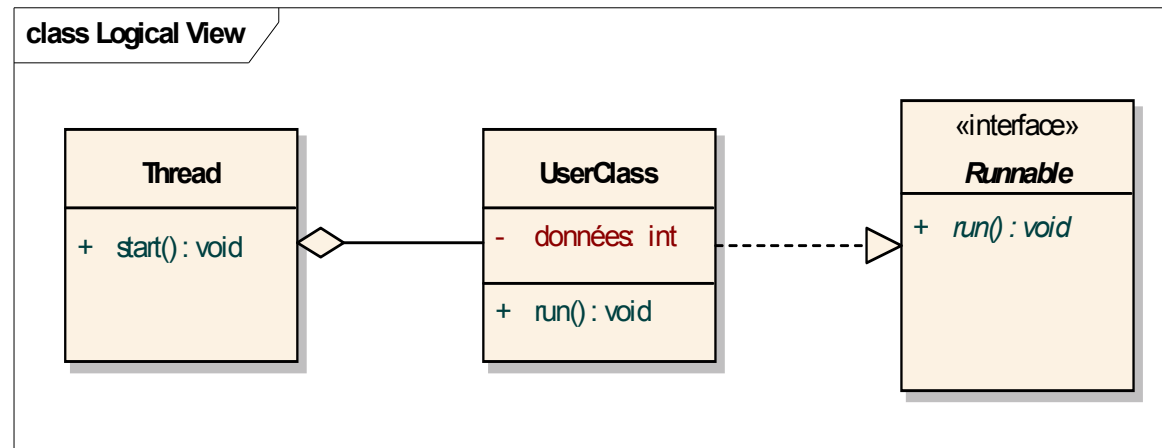 class Logical View
Thread
+ start() : void
UserClass
- données: int
+ run() : void
«interface»
Runnable
+ run() : void